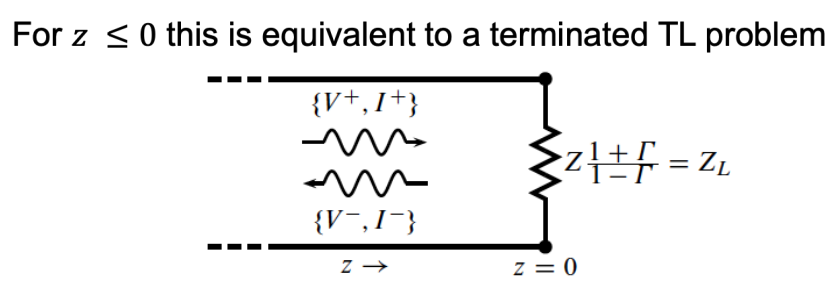 For z ≤ 0 this is equivalent to a terminated TL problem
{V⁺, I⁺}
z (1 + Γ)/(1 − Γ) = Z_L
{V⁻, I⁻}
z →
z = 0